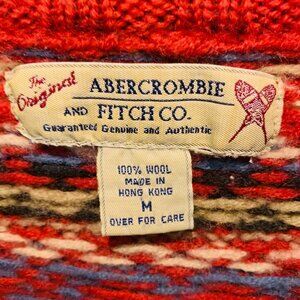 The Original
ABERCROMBIE
AND FITCH CO.
Guaranteed Genuine and Authentic
100% WOOL
MADE IN
HONG KONG
M
OVER FOR CARE